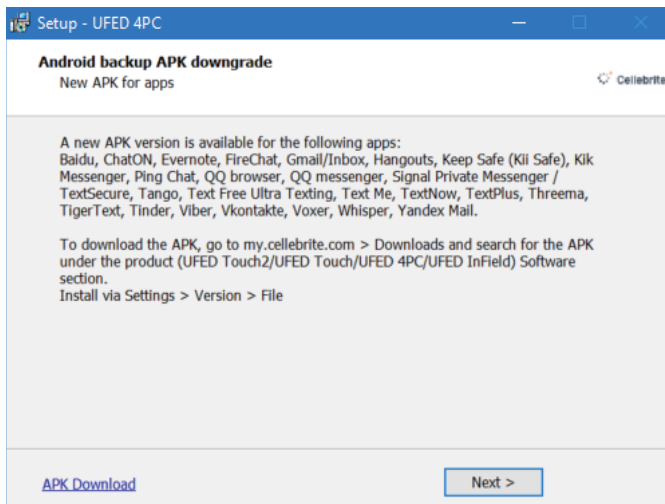 Setup - UFED 4PC
Android backup APK downgrade
New APK for apps
Cellebrite
A new APK version is available for the following apps:
Baidu, ChatON, Evernote, FireChat, Gmail/Inbox, Hangouts, Keep Safe (Kii Safe), Kik
Messenger, Ping Chat, QQ browser, QQ messenger, Signal Private Messenger /
TextSecure, Tango, Text Free Ultra Texting, Text Me, TextNow, TextPlus, Threema,
TigerText, Tinder, Viber, Vkontakte, Voxer, Whisper, Yandex Mail.
To download the APK, go to my.cellebrite.com > Downloads and search for the APK
under the product (UFED Touch2/UFED Touch/UFED 4PC/UFED InField) Software
section.
Install via Settings > Version > File
APK Download
Next >